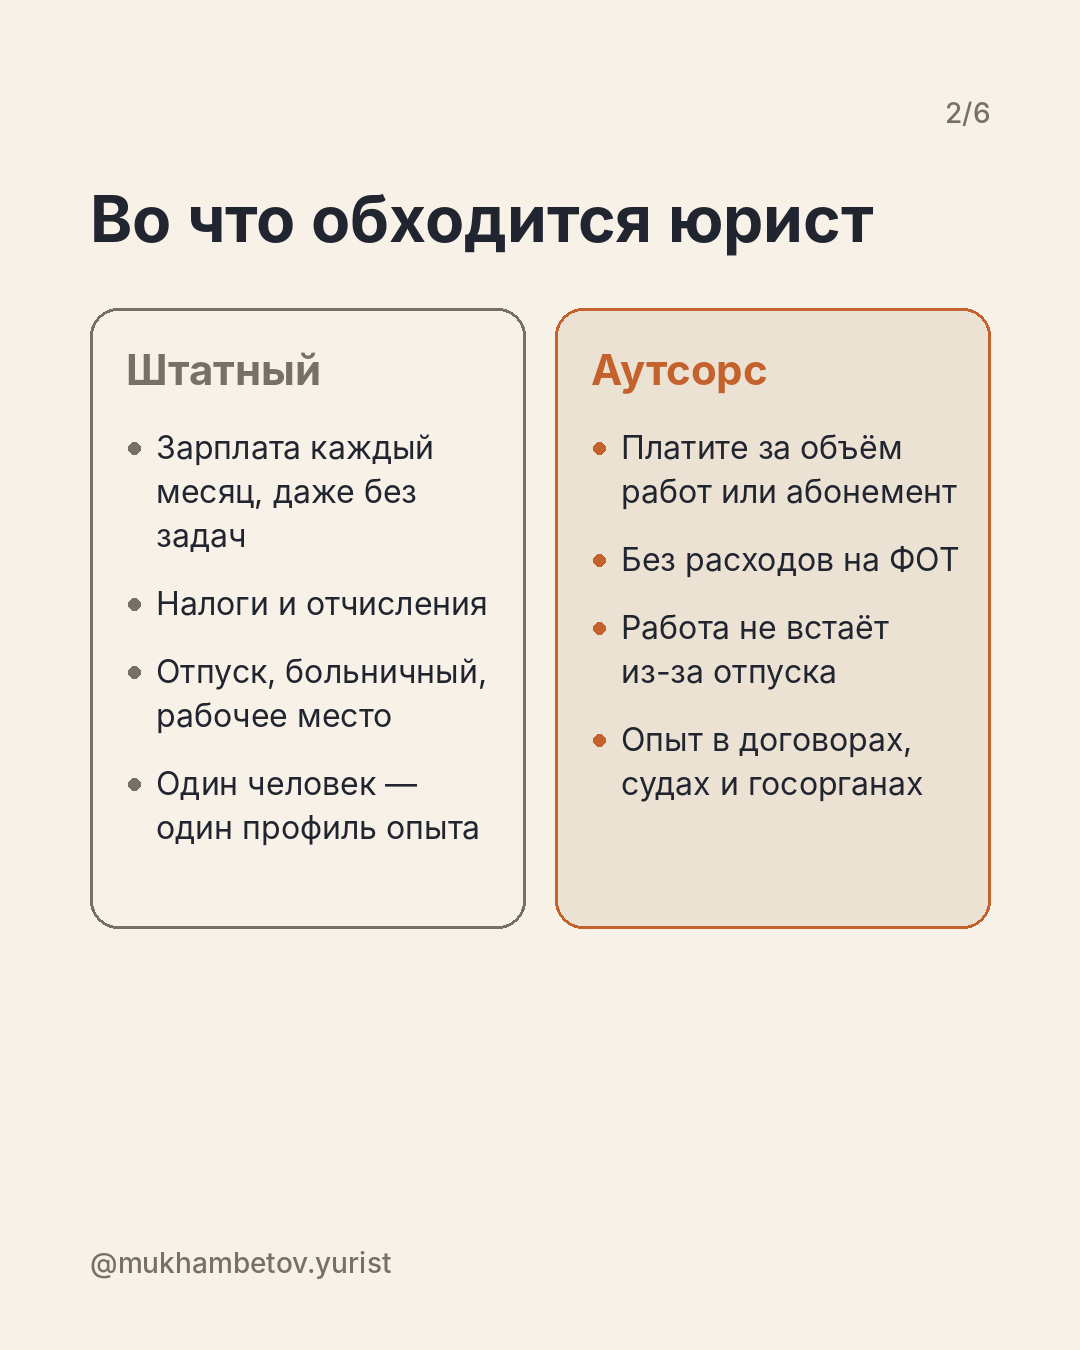 2/6
Во что обходится юрист
Штатный
Зарплата каждый
месяц, даже без
задач
Налоги и отчисления
Отпуск, больничный,
рабочее место
Один человек —
один профиль опыта
Аутсорс
Платите за объём
работ или абонемент
Без расходов на ФОТ
Работа не встаёт
из-за отпуска
Опыт в договорах,
судах и госорганах
@mukhambetov.yurist